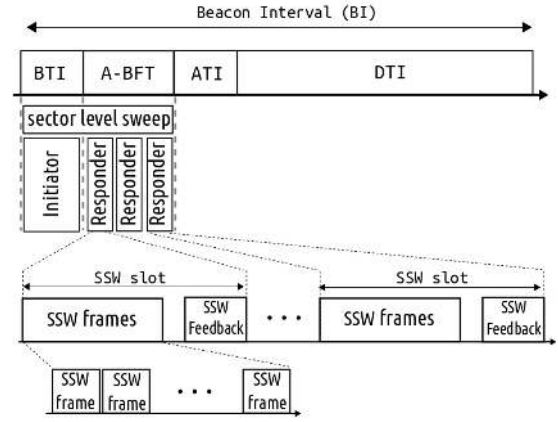 Beacon Interval (BI)
BTI A-BFT ATI DTI
sector level sweep
Initiator Responder Responder Responder
SSW slot SSW slot
SSW frames SSW Feedback ... SSW frames SSW Feedback
SSW frame SSW frame ... SSW frame